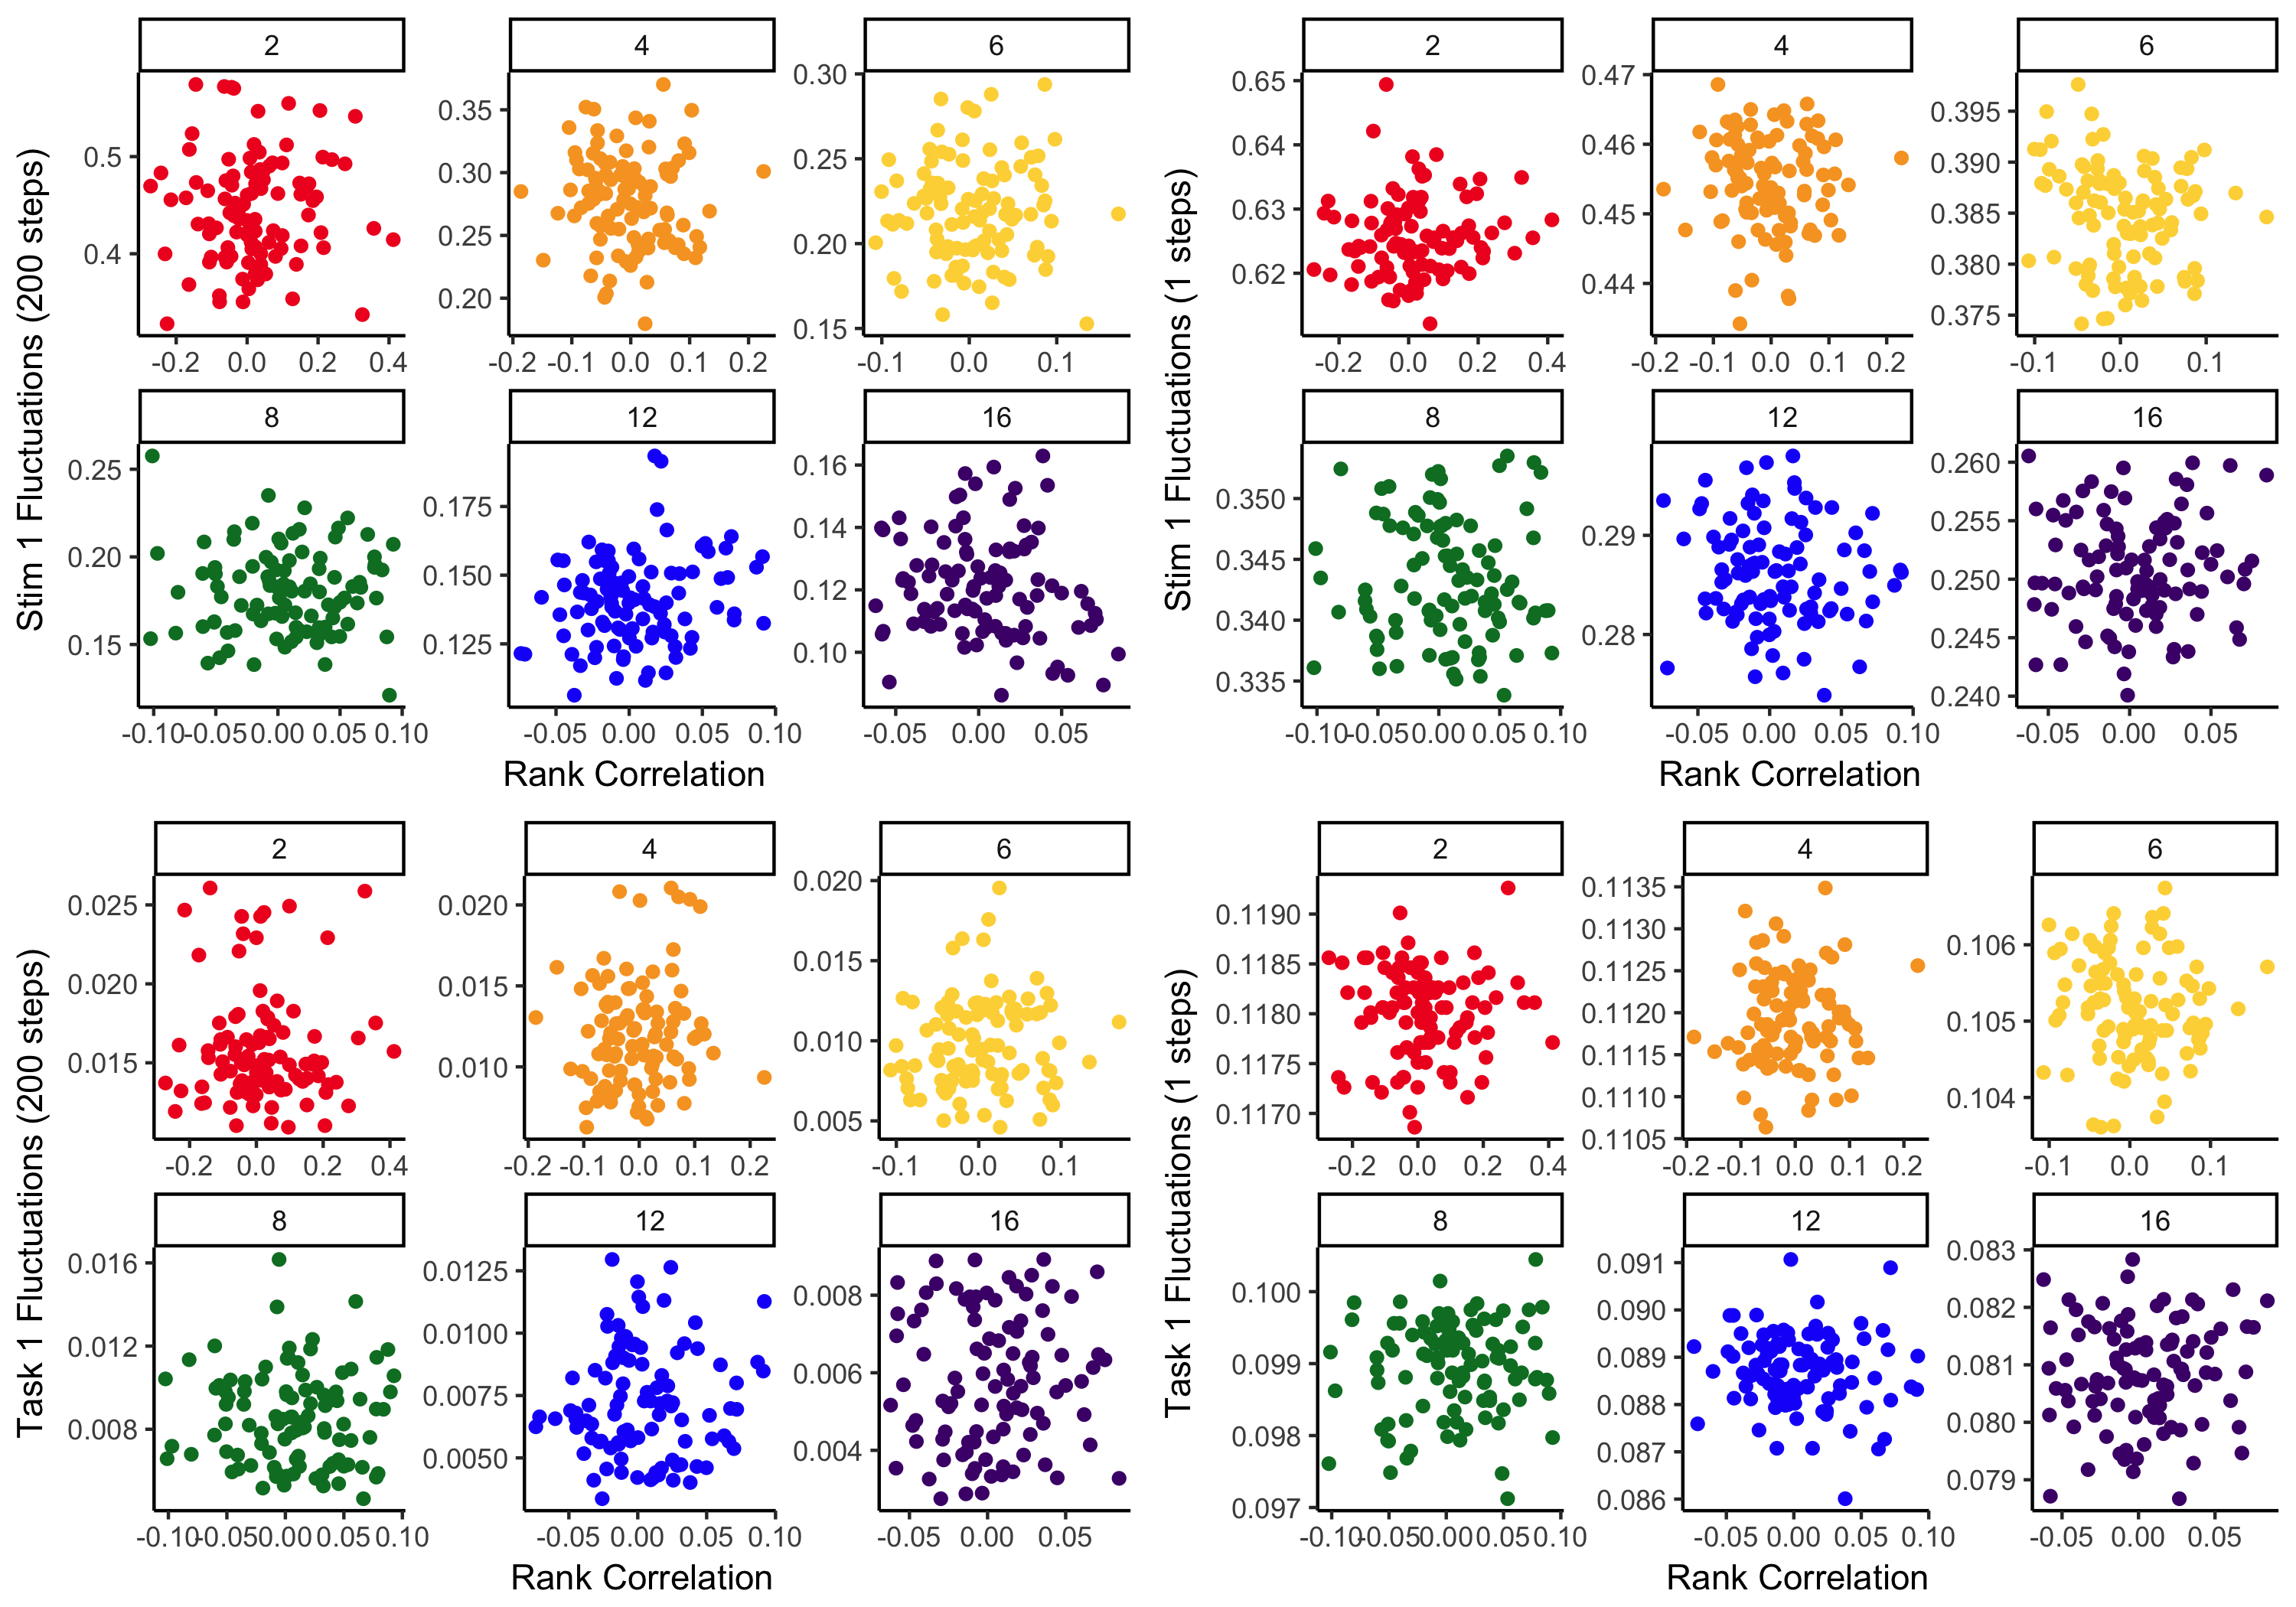 2 4 6
Stim 1 Fluctuations (200 steps)
0.5
0.4
-0.2 0.0 0.2 0.4
0.35
0.30
0.25
0.20
-0.2 -0.1 0.0 0.1 0.2
0.30
0.25
0.20
0.15
-0.1 0.0 0.1
8 12 16
0.25
0.20
0.15
-0.10 -0.05 0.00 0.05 0.10
0.175
0.150
0.125
-0.05 0.00 0.05 0.10
0.16
0.14
0.12
0.10
-0.05 0.00 0.05
Rank Correlation
2 4 6
Stim 1 Fluctuations (1 steps)
0.65
0.64
0.63
0.62
-0.2 0.0 0.2 0.4
0.47
0.46
0.45
0.44
-0.2 -0.1 0.0 0.1 0.2
0.395
0.390
0.385
0.380
0.375
-0.1 0.0 0.1
8 12 16
0.350
0.345
0.340
0.335
-0.10 -0.05 0.00 0.05 0.10
0.29
0.28
-0.05 0.00 0.05 0.10
0.260
0.255
0.250
0.245
0.240
-0.05 0.00 0.05
Rank Correlation
2 4 6
Task 1 Fluctuations (200 steps)
0.025
0.020
0.015
-0.2 0.0 0.2 0.4
0.020
0.015
0.010
-0.2 -0.1 0.0 0.1 0.2
0.020
0.015
0.010
0.005
-0.1 0.0 0.1
8 12 16
0.016
0.012
0.008
-0.10 -0.05 0.00 0.05 0.10
0.0125
0.0100
0.0075
0.0050
-0.05 0.00 0.05 0.10
0.008
0.006
0.004
-0.05 0.00 0.05
Rank Correlation
2 4 6
Task 1 Fluctuations (1 steps)
0.1190
0.1185
0.1180
0.1175
0.1170
-0.2 0.0 0.2 0.4
0.1135
0.1130
0.1125
0.1120
0.1115
0.1110
0.1105
-0.2 -0.1 0.0 0.1 0.2
0.106
0.105
0.104
-0.1 0.0 0.1
8 12 16
0.100
0.099
0.098
0.097
-0.10 -0.05 0.00 0.05 0.10
0.091
0.090
0.089
0.088
0.087
0.086
-0.05 0.00 0.05 0.10
0.083
0.082
0.081
0.080
0.079
-0.05 0.00 0.05
Rank Correlation